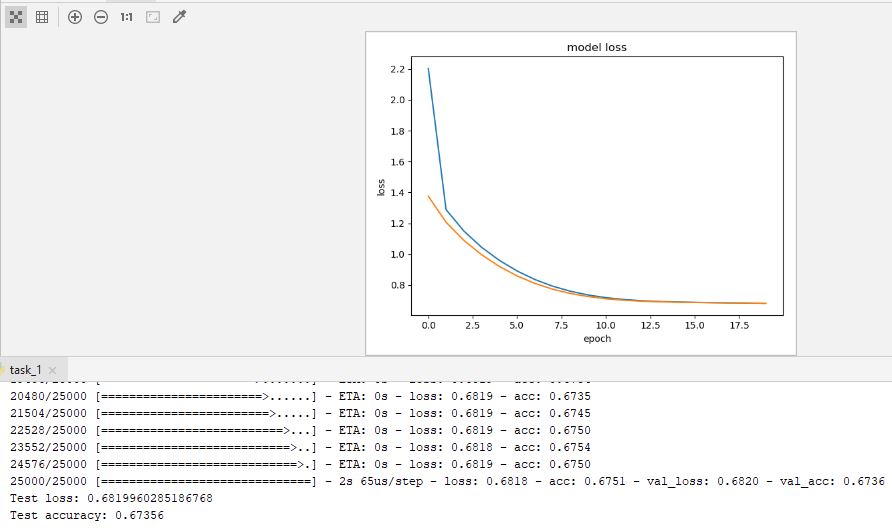 1:1
model loss
2.2
2.0
1.8
1.6
1.4
1.2
1.0
0.8
loss
0.0 2.5 5.0 7.5 10.0 12.5 15.0 17.5
epoch
task_1
20480/25000 [=======================>......] - ETA: 0s - loss: 0.6819 - acc: 0.6735
21504/25000 [========================>.....] - ETA: 0s - loss: 0.6819 - acc: 0.6745
22528/25000 [==========================>...] - ETA: 0s - loss: 0.6819 - acc: 0.6750
23552/25000 [===========================>..] - ETA: 0s - loss: 0.6818 - acc: 0.6754
24576/25000 [============================>.] - ETA: 0s - loss: 0.6819 - acc: 0.6750
25000/25000 [==============================] - 2s 65us/step - loss: 0.6818 - acc: 0.6751 - val_loss: 0.6820 - val_acc: 0.6736
Test loss: 0.6819960285186768
Test accuracy: 0.67356